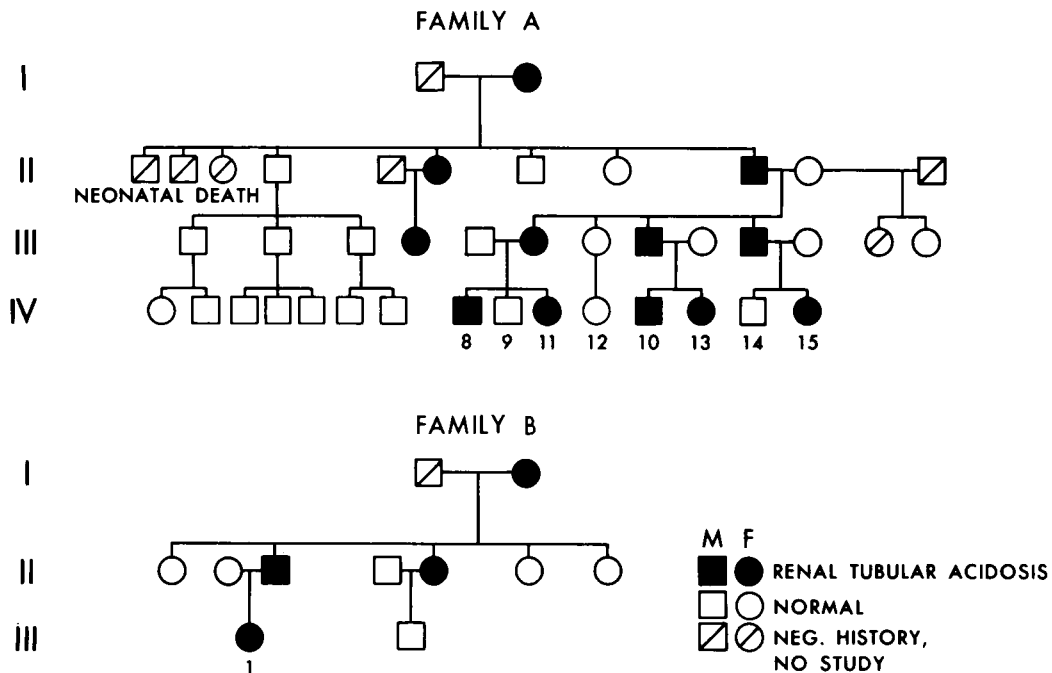 FAMILY A
I
II
NEONATAL DEATH
III
IV
8 9 11 12 10 13 14 15
FAMILY B
I
II
III
1
M F
RENAL TUBULAR ACIDOSIS
NORMAL
NEG. HISTORY,
NO STUDY